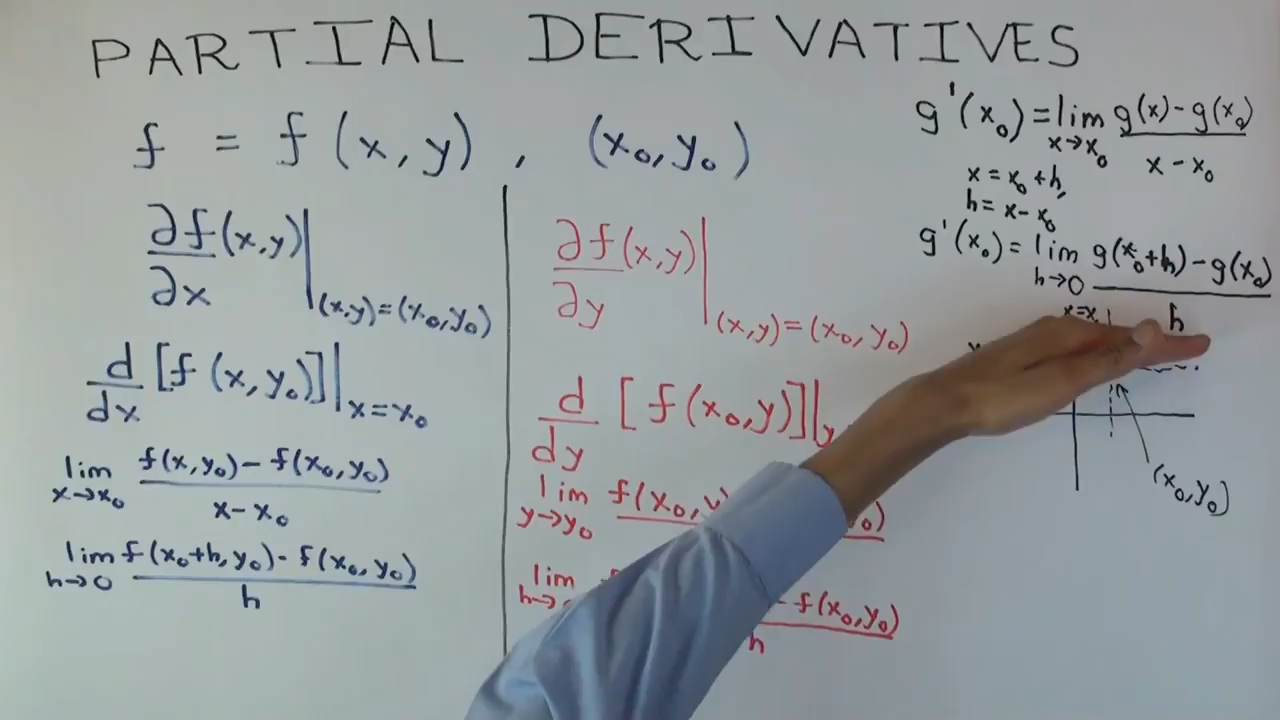 PARTIAL DERIVATIVES
f = f(x,y), (x₀,y₀)
∂f(x,y)/∂x |(x,y)=(x₀,y₀)
d/dx [f(x,y₀)]|x=x₀
lim x→x₀ f(x,y₀)-f(x₀,y₀) / x-x₀
lim h→0 f(x₀+h,y₀)-f(x₀,y₀) / h
∂f(x,y)/∂y |(x,y)=(x₀,y₀)
d/dy [f(x₀,y)]|y
lim y→y₀ f(x₀,y)
lim h→ -f(x₀,y₀) / h
g'(x₀)=lim x→x₀ g(x)-g(x₀) / x-x₀
x=x₀+h,
h=x-x₀
g'(x₀)=lim h→0 g(x₀+h)-g(x₀) / h
x=x
(x₀,y₀)